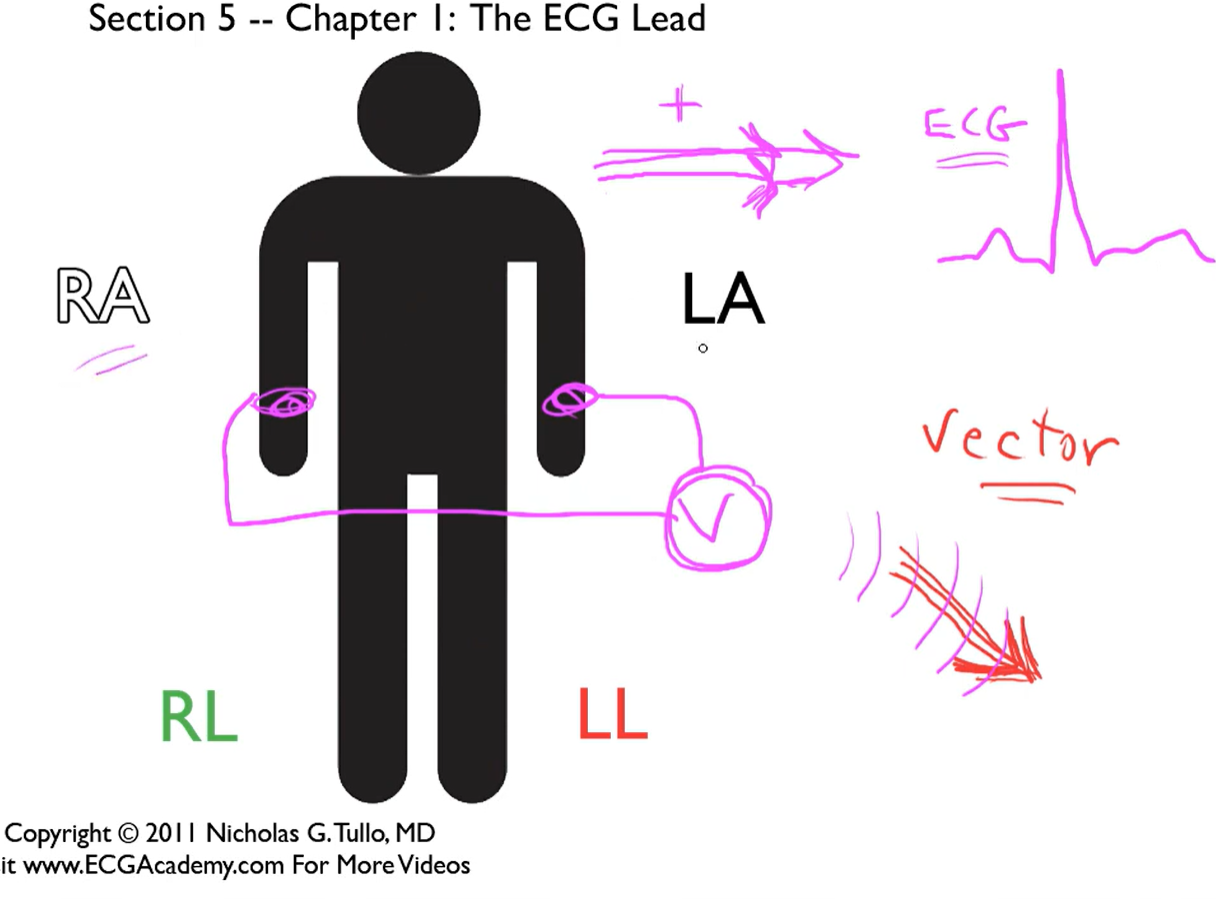 Section 5 -- Chapter 1: The ECG Lead
+
ECG
RA
LA
Vector
V
RL
LL
Copyright © 2011 Nicholas G. Tullo, MD
it www.ECGAcademy.com For More Videos